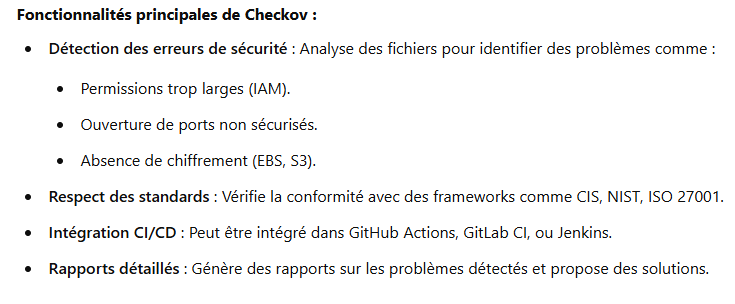 Fonctionnalités principales de Checkov :
• Détection des erreurs de sécurité : Analyse des fichiers pour identifier des problèmes comme :
• Permissions trop larges (IAM).
• Ouverture de ports non sécurisés.
• Absence de chiffrement (EBS, S3).
• Respect des standards : Vérifie la conformité avec des frameworks comme CIS, NIST, ISO 27001.
• Intégration CI/CD : Peut être intégré dans GitHub Actions, GitLab CI, ou Jenkins.
• Rapports détaillés : Génère des rapports sur les problèmes détectés et propose des solutions.